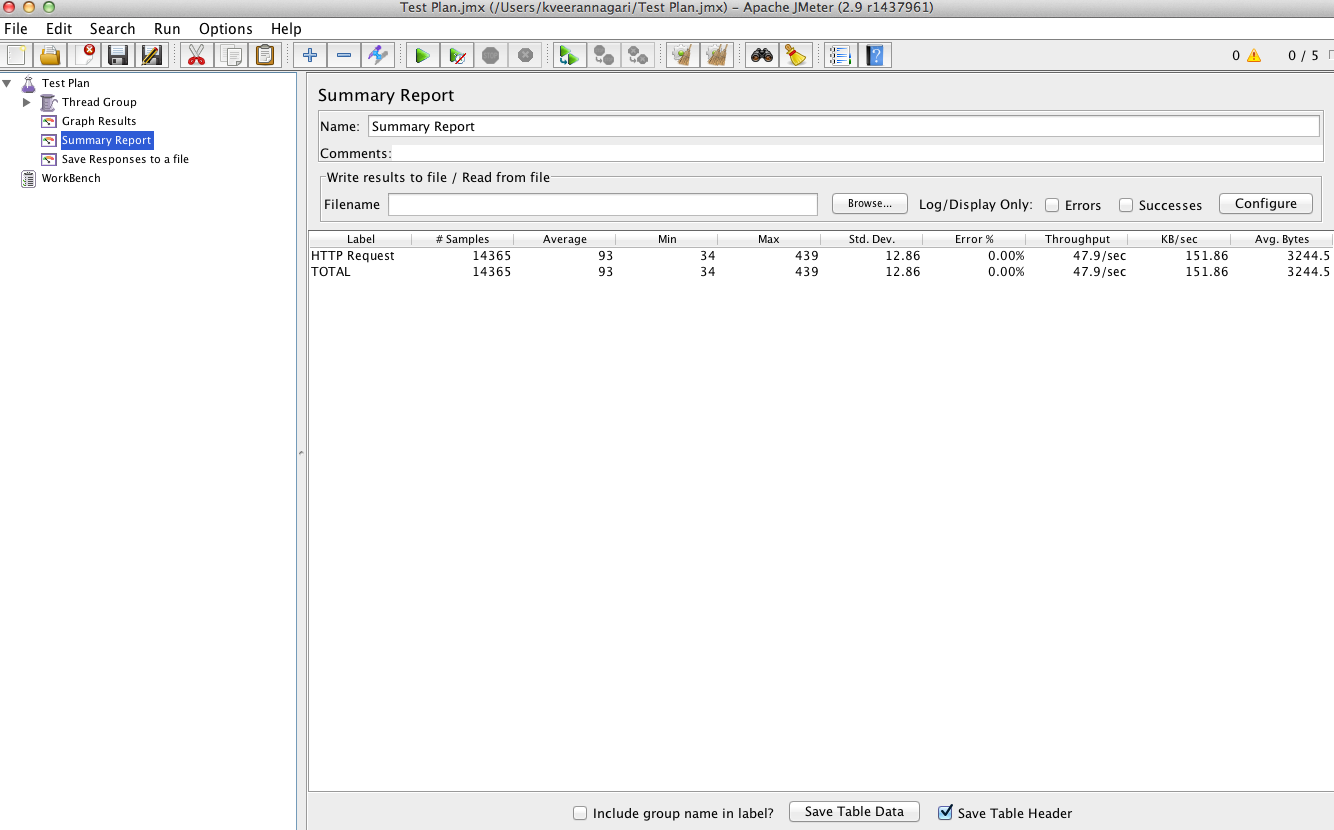 Test Plan.jmx (/Users/kveerannagari/Test Plan.jmx) – Apache JMeter (2.9 r1437961)
File Edit Search Run Options Help
0 0 / 5
Test Plan
Thread Group
Graph Results
Summary Report
Save Responses to a file
WorkBench
Summary Report
Name: Summary Report
Comments:
Write results to file / Read from file
Filename Browse... Log/Display Only: Errors Successes Configure
Label # Samples Average Min Max Std. Dev. Error % Throughput KB/sec Avg. Bytes
HTTP Request 14365 93 34 439 12.86 0.00% 47.9/sec 151.86 3244.5
TOTAL 14365 93 34 439 12.86 0.00% 47.9/sec 151.86 3244.5
Include group name in label? Save Table Data Save Table Header